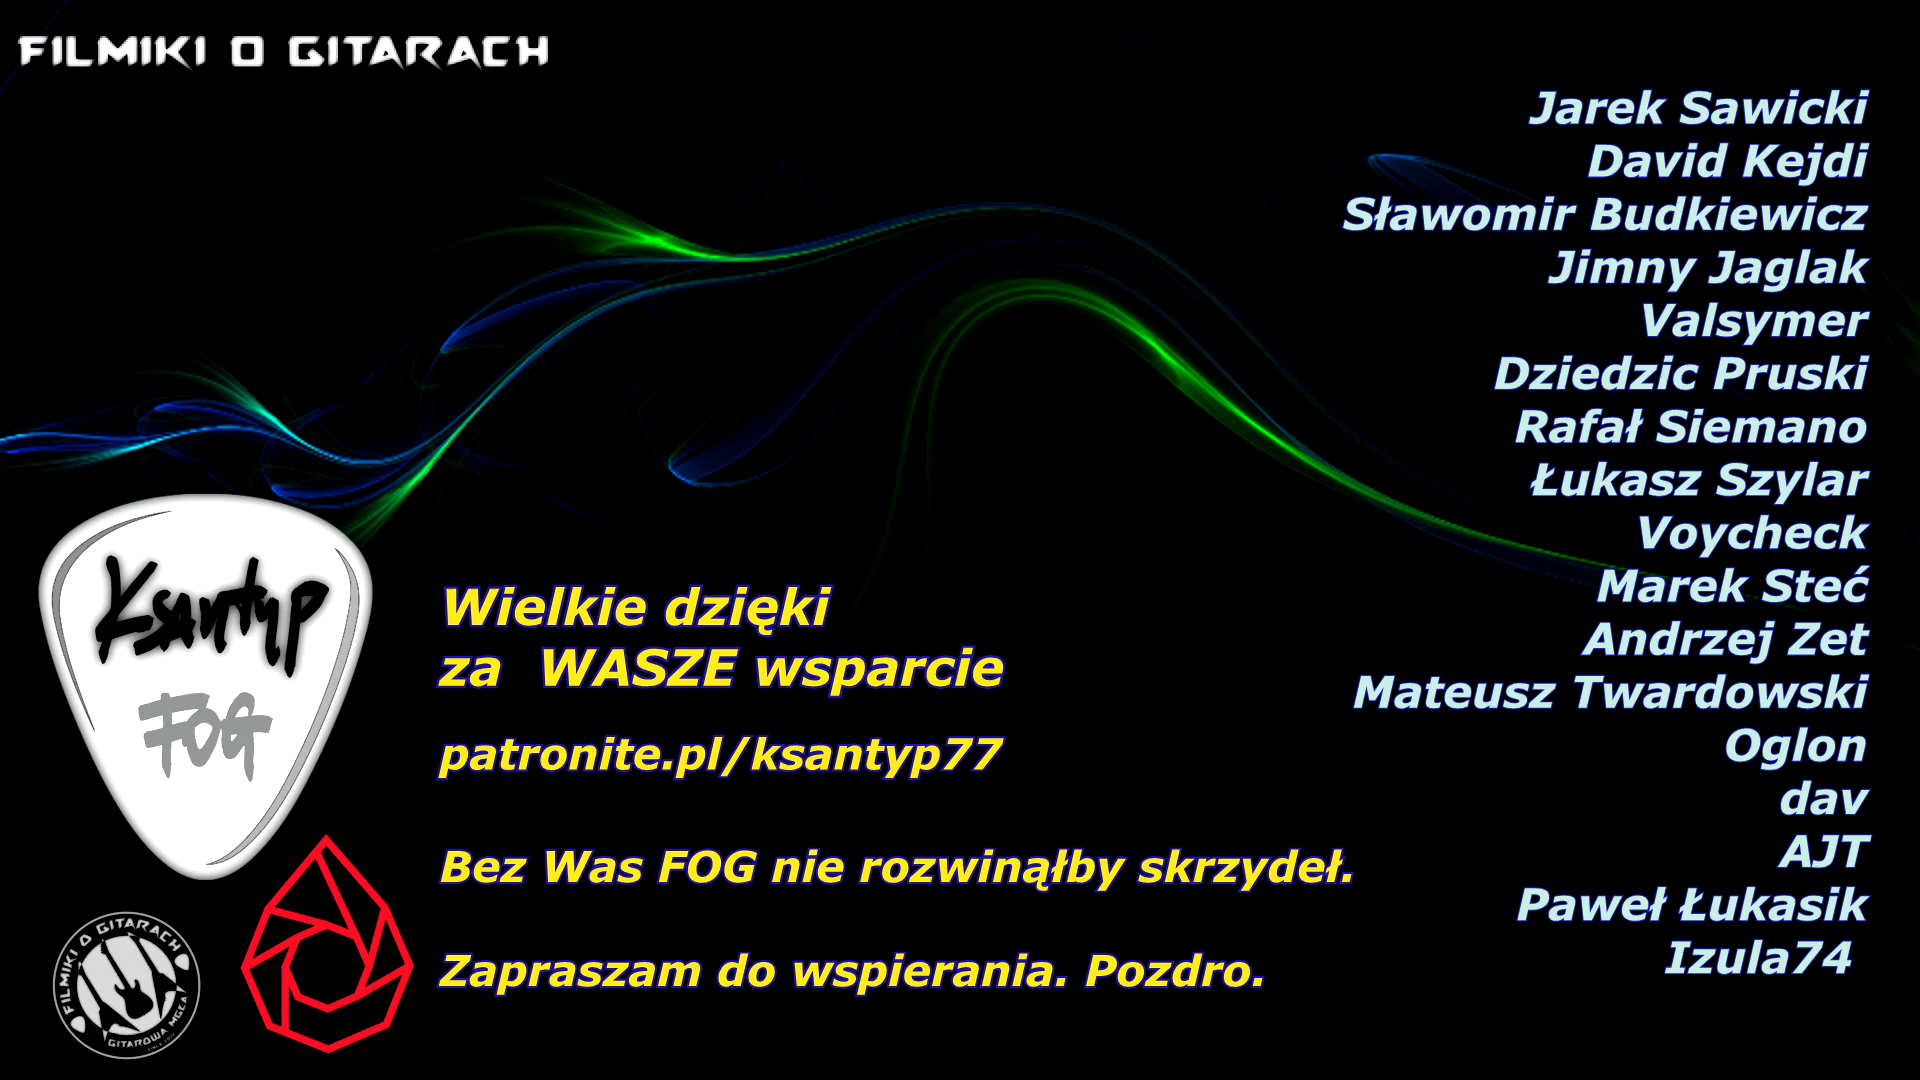 FILMIKI O GITARACH
Jarek Sawicki
David Kejdi
Sławomir Budkiewicz
Jimny Jaglak
Valsymer
Dziedzic Pruski
Rafał Siemano
Łukasz Szylar
Voycheck
Marek Steć
Andrzej Zet
Mateusz Twardowski
Oglon
dav
AJT
Paweł Łukasik
Izula74
Ksantyp
FOG
Wielkie dzięki
za WASZE wsparcie
patronite.pl/ksantyp77
Bez Was FOG nie rozwinąłby skrzydeł.
Zapraszam do wspierania. Pozdro.
FILMIKI O GITARACH
GITAROWA MGŁA